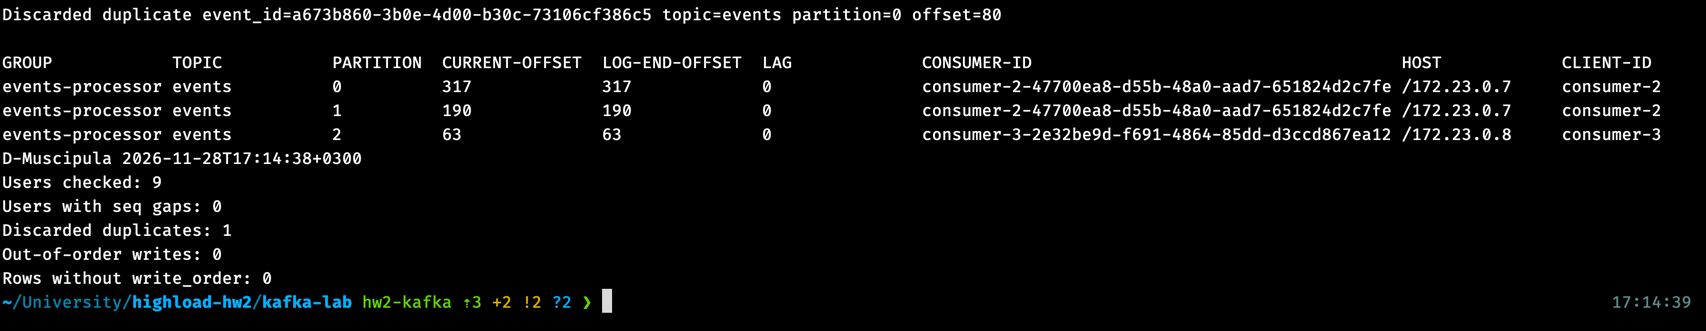 Discarded duplicate event_id=a673b860-3b0e-4d00-b30c-73106cf386c5 topic=events partition=0 offset=80
GROUP TOPIC PARTITION CURRENT-OFFSET LOG-END-OFFSET LAG CONSUMER-ID HOST CLIENT-ID
events-processor events 0 317 317 0 consumer-2-47700ea8-d55b-48a0-aad7-651824d2c7fe /172.23.0.7 consumer-2
events-processor events 1 190 190 0 consumer-2-47700ea8-d55b-48a0-aad7-651824d2c7fe /172.23.0.7 consumer-2
events-processor events 2 63 63 0 consumer-3-2e32be9d-f691-4864-85dd-d3ccd867ea12 /172.23.0.8 consumer-3
D-Muscipula 2026-11-28T17:14:38+0300
Users checked: 9
Users with seq gaps: 0
Discarded duplicates: 1
Out-of-order writes: 0
Rows without write_order: 0
~/University/highload-hw2/kafka-lab hw2-kafka ⇡3 +2 !2 ?2 ❯ 17:14:39